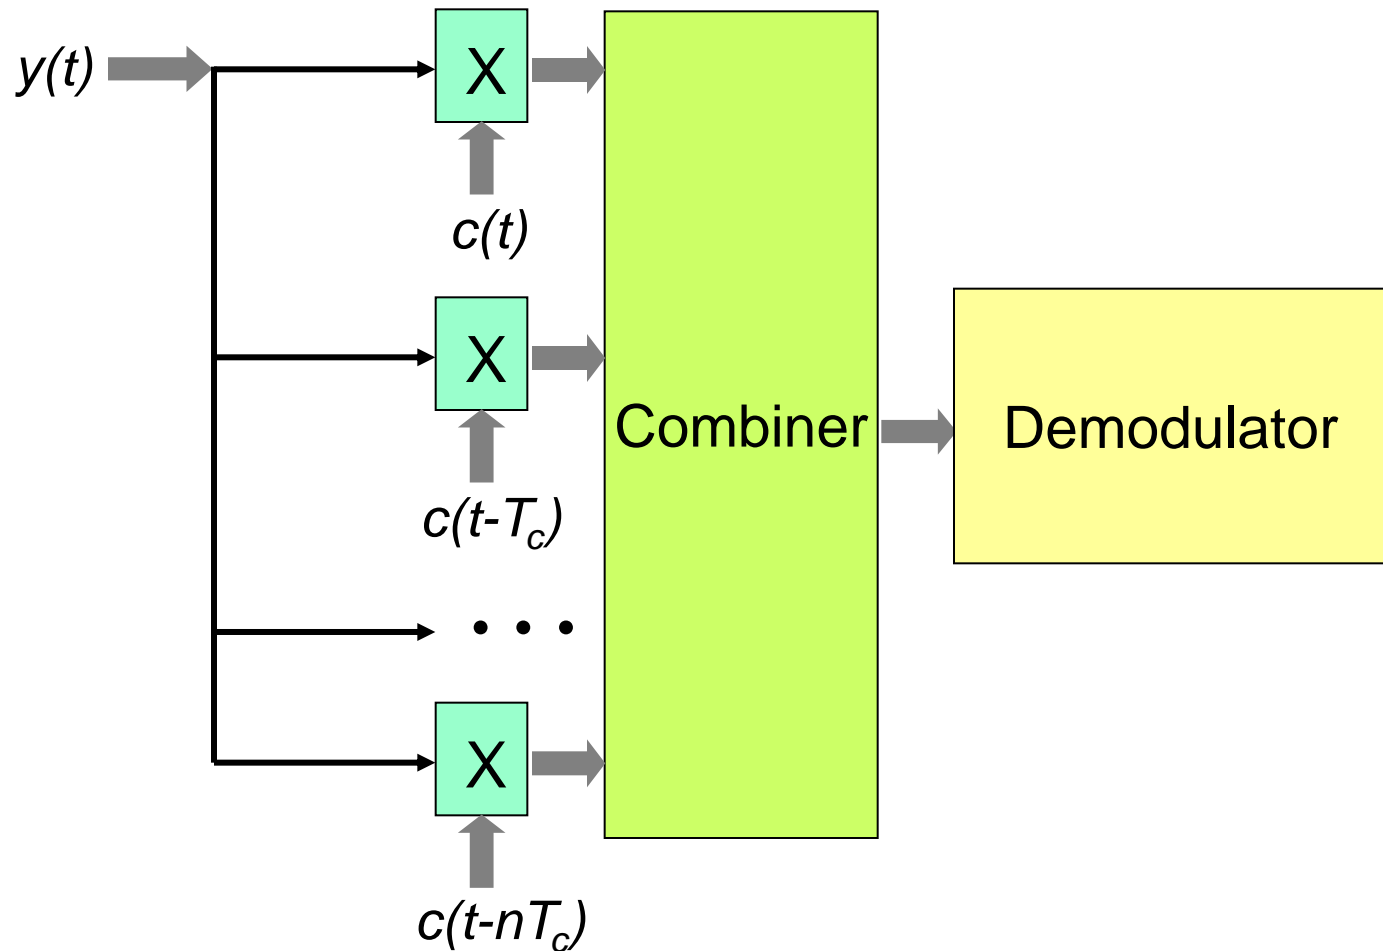 y(t)
X
c(t)
X
c(t-Tc)
Combiner
Demodulator
• • •
X
c(t-nTc)